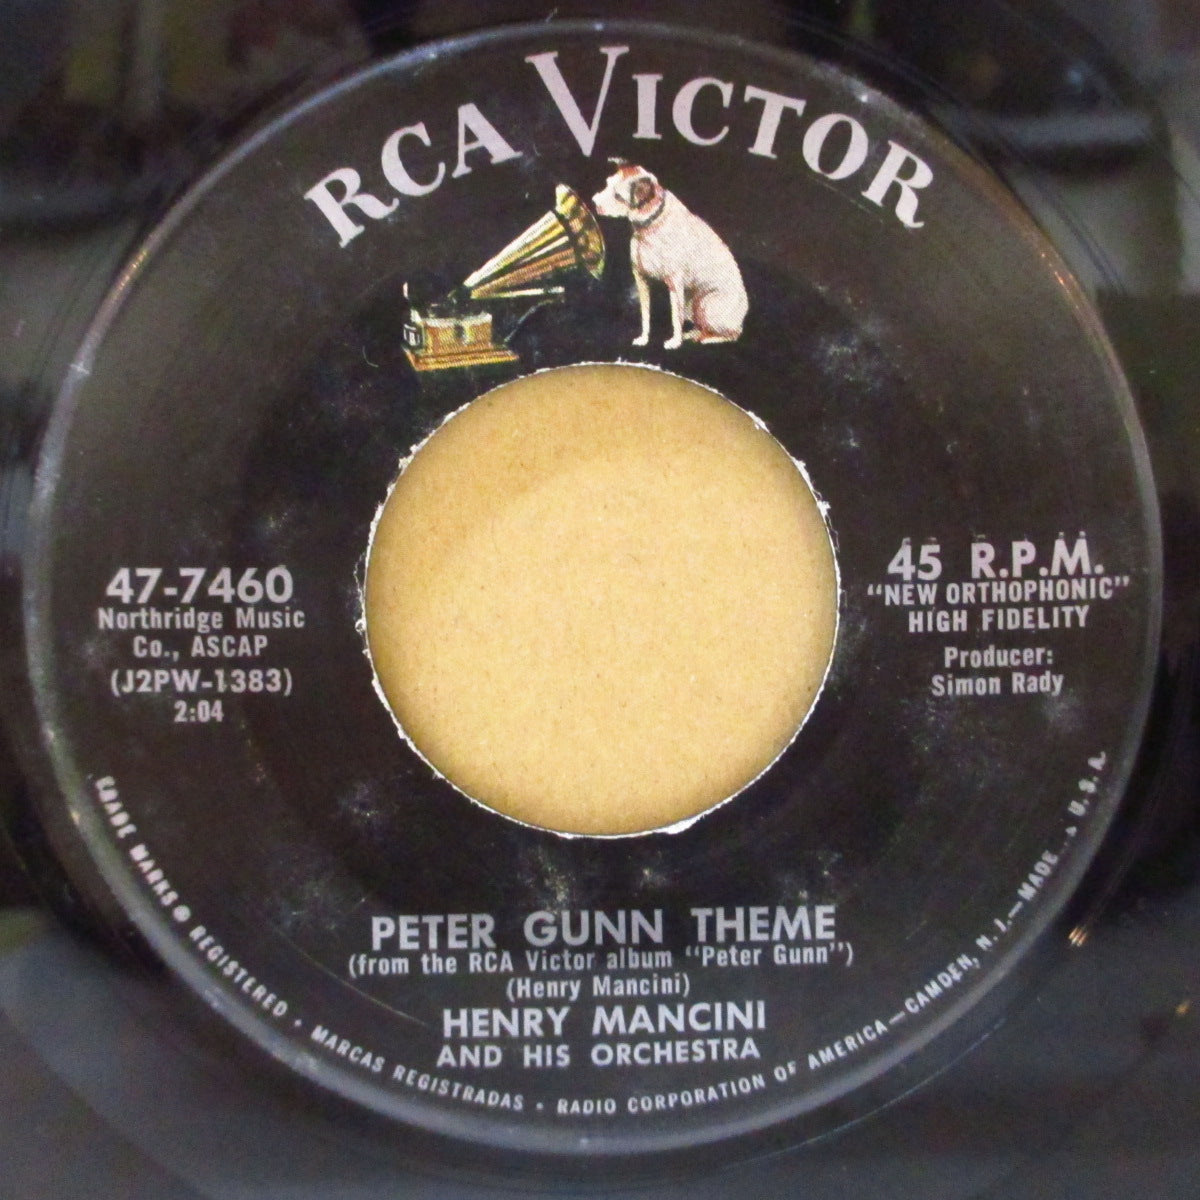 RCA VICTOR
47-7460
Northridge Music
Co., ASCAP
(J2PW-1383)
2:04
45 R.P.M.
"NEW ORTHOPHONIC"
HIGH FIDELITY
Producer:
Simon Rady
PETER GUNN THEME
(from the RCA Victor album "Peter Gunn")
(Henry Mancini)
HENRY MANCINI
AND HIS ORCHESTRA
MARKS ® REGISTERED • MARCAS REGISTRADAS • RADIO CORPORATION OF AMERICA—CAMDEN, N. J.—MADE U. S. A.